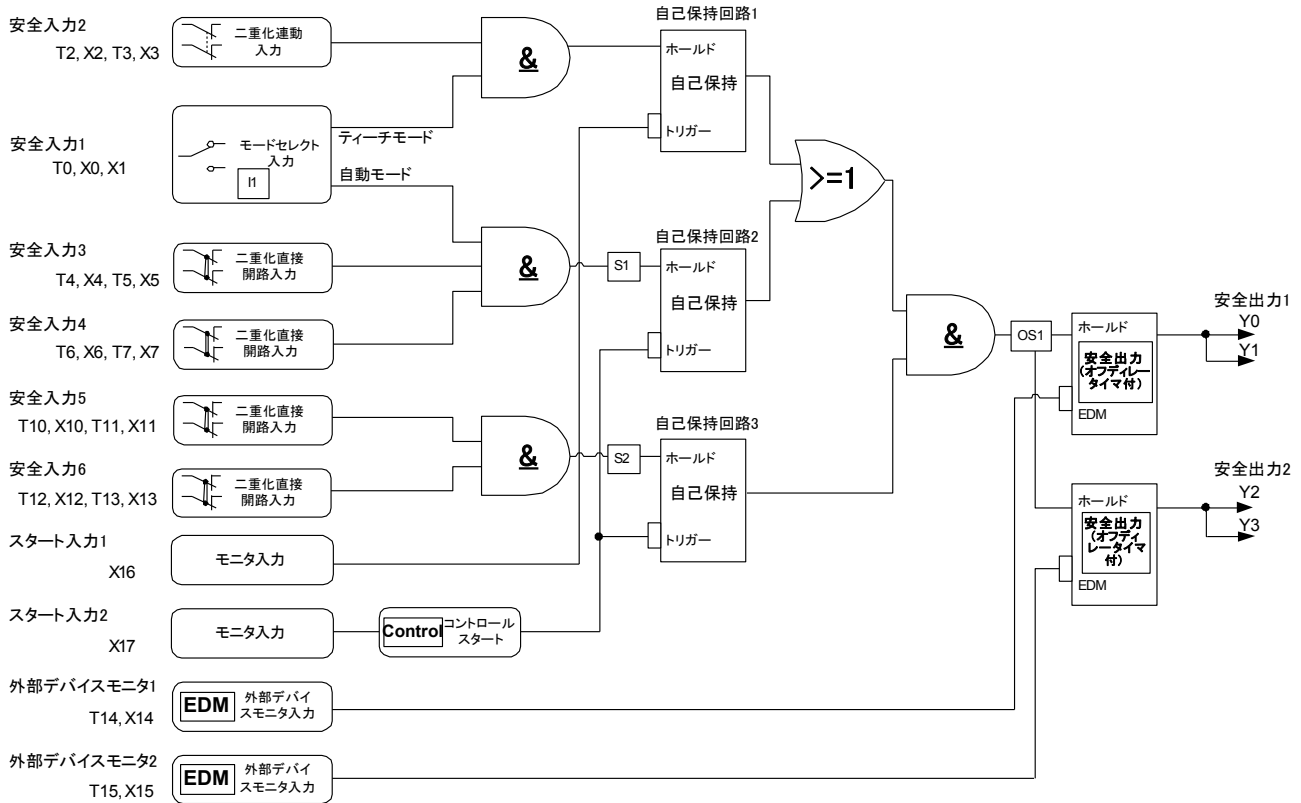 安全入力2
T2, X2, T3, X3
二重化連動
入力
&
自己保持回路1
ホールド
自己保持
トリガー
安全入力1
T0, X0, X1
モードセレクト
入力
I1
ティーチモード
自動モード
>=1
安全入力3
T4, X4, T5, X5
二重化直接
開路入力
&
S1
自己保持回路2
ホールド
自己保持
トリガー
安全入力4
T6, X6, T7, X7
二重化直接
開路入力
&
OS1
ホールド
安全出力
(オフディレー
タイマ付)
EDM
安全出力1
Y0
Y1
安全入力5
T10, X10, T11, X11
二重化直接
開路入力
&
S2
自己保持回路3
ホールド
自己保持
トリガー
安全入力6
T12, X12, T13, X13
二重化直接
開路入力
ホールド
安全出力
(オフディ
レータイマ
付)
EDM
安全出力2
Y2
Y3
スタート入力1
X16
モニタ入力
スタート入力2
X17
モニタ入力
Control
コントロール
スタート
外部デバイスモニタ1
T14, X14
EDM
外部デバイ
スモニタ入力
外部デバイスモニタ2
T15, X15
EDM
外部デバイ
スモニタ入力